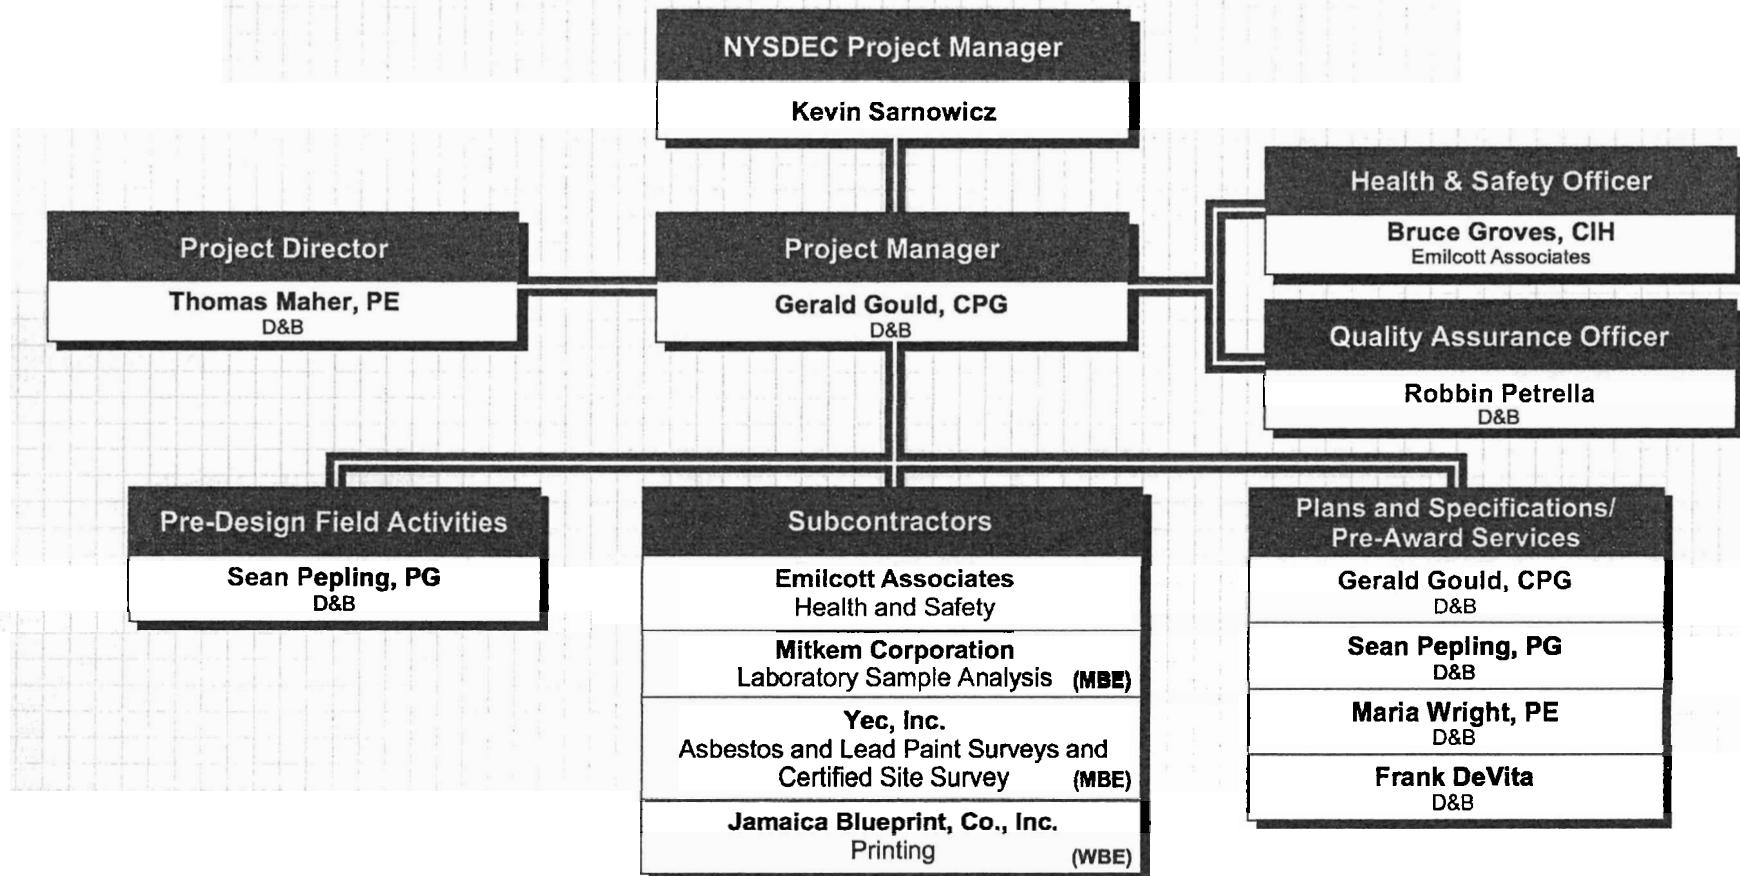 NYSDEC Project Manager
Kevin Sarnowicz
Health & Safety Officer
Bruce Groves, CIH
Emilcott Associates
Project Director
Thomas Maher, PE
D&B
Project Manager
Gerald Gould, CPG
D&B
Quality Assurance Officer
Robbin Petrella
D&B
Pre-Design Field Activities
Sean Pepling, PG
D&B
Subcontractors
Emilcott Associates
Health and Safety
Mitkem Corporation
Laboratory Sample Analysis (MBE)
Yec, Inc.
Asbestos and Lead Paint Surveys and
Certified Site Survey (MBE)
Jamaica Blueprint, Co., Inc.
Printing (WBE)
Plans and Specifications/
Pre-Award Services
Gerald Gould, CPG
D&B
Sean Pepling, PG
D&B
Maria Wright, PE
D&B
Frank DeVita
D&B